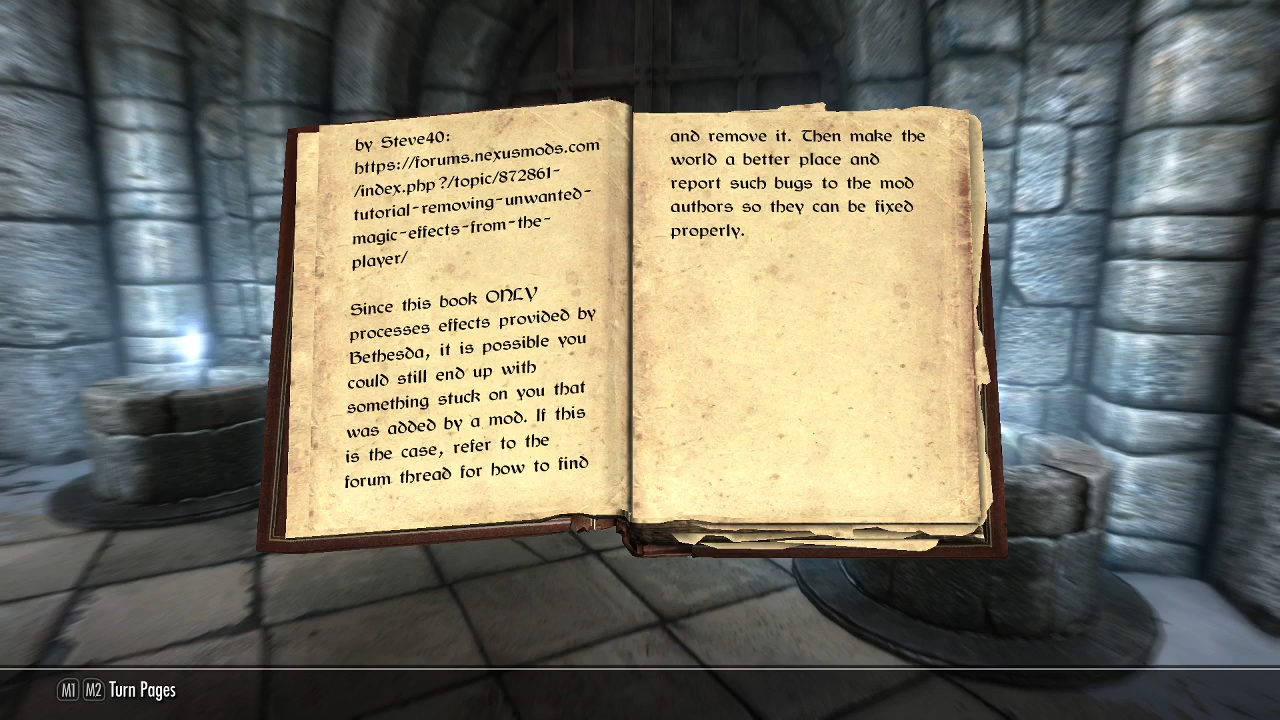 by Steve40:
https://forums.nexusmods.com
/index.php?/topic/872861-
tutorial-removing-unwanted-
magic-effects-from-the-
player/
Since this book ONLY
processes effects provided by
Bethesda, it is possible you
could still end up with
something stuck on you that
was added by a mod. If this
is the case, refer to the
forum thread for how to find
and remove it. Then make the
world a better place and
report such bugs to the mod
authors so they can be fixed
properly.
M1 M2 Turn Pages